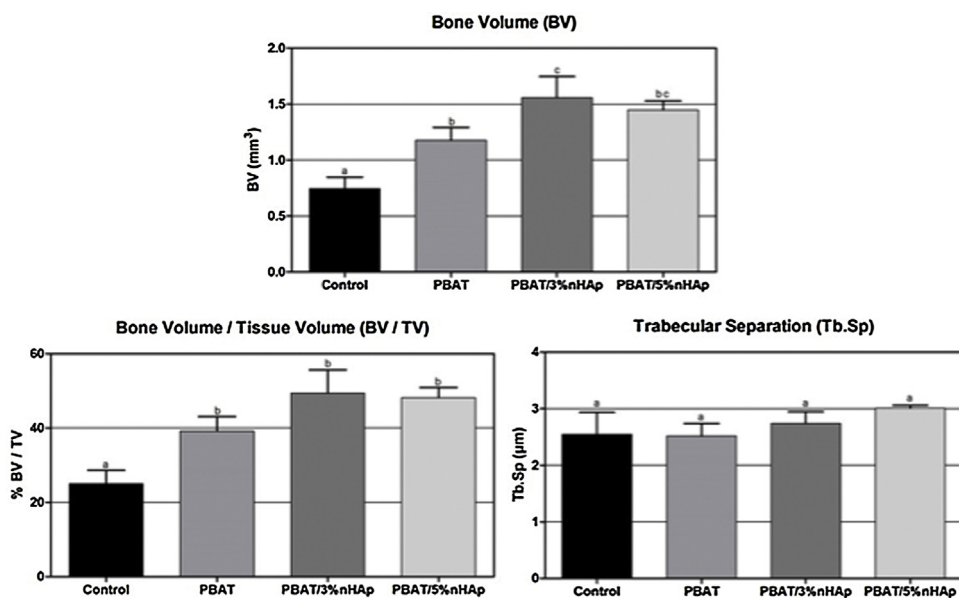 Bone Volume (BV)
2.0
1.5
1.0
0.5
0.0
BV (mm³)
a
b
c
bc
Control PBAT PBAT/3%nHAp PBAT/5%nHAp
Bone Volume / Tissue Volume (BV / TV)
60
40
20
0
% BV / TV
a
b
b
b
Control PBAT PBAT/3%nHAp PBAT/5%nHAp
Trabecular Separation (Tb.Sp)
4
3
2
1
0
Tb.Sp (µm)
a
a
a
a
Control PBAT PBAT/3%nHAp PBAT/5%nHAp